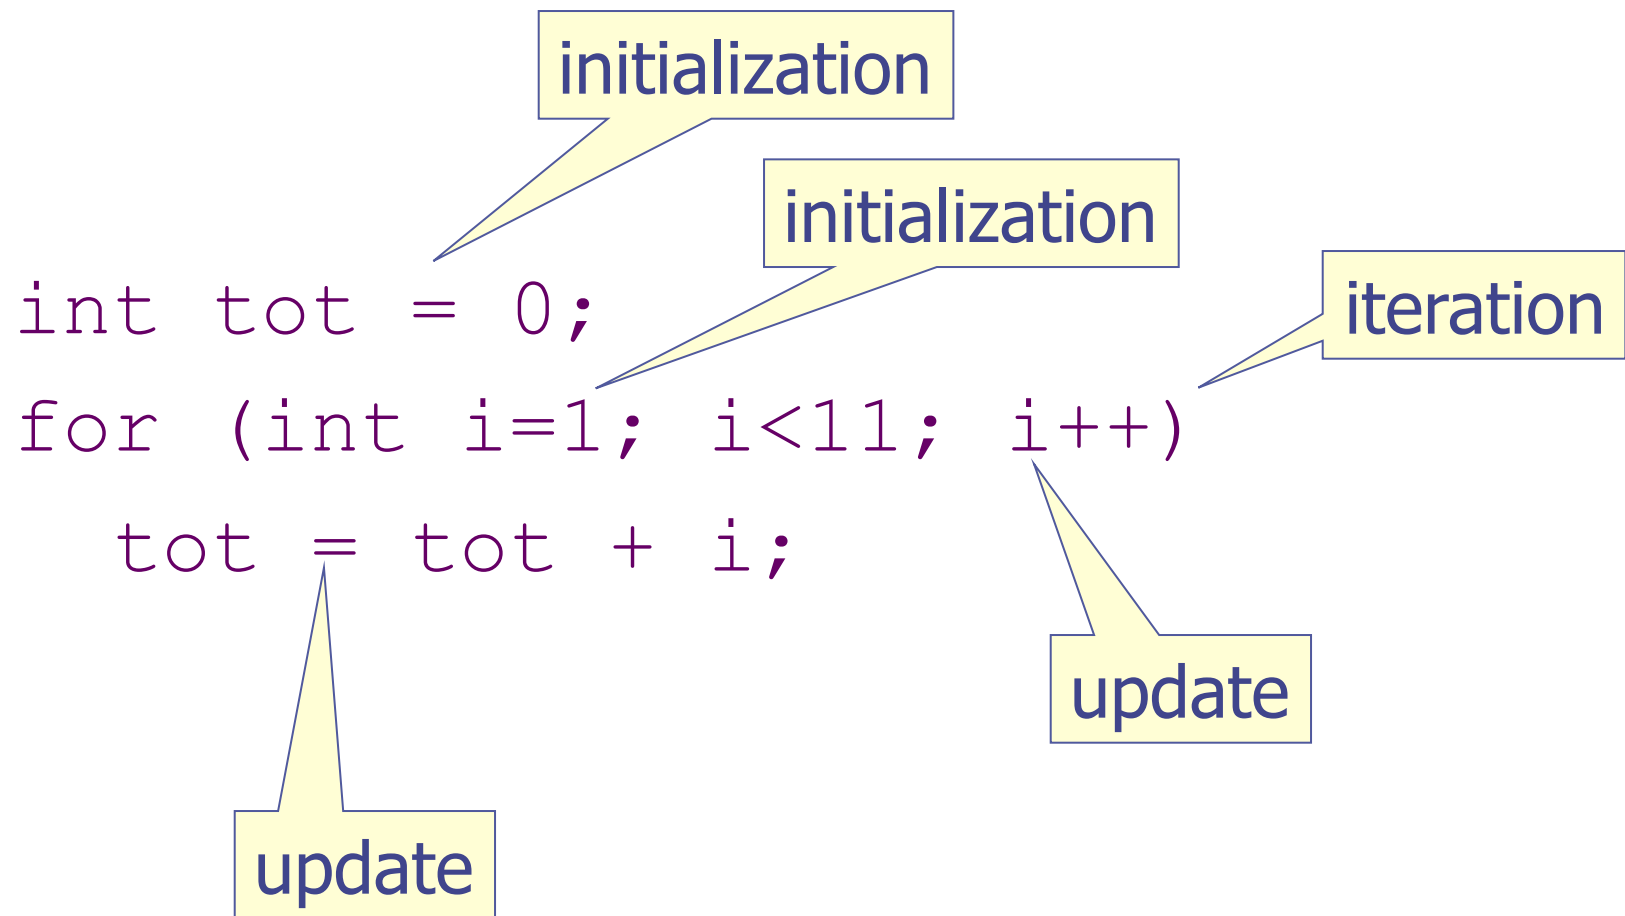 initialization
initialization
int tot = 0;
iteration
for (int i=1; i<11; i++)
tot = tot + i;
update
update